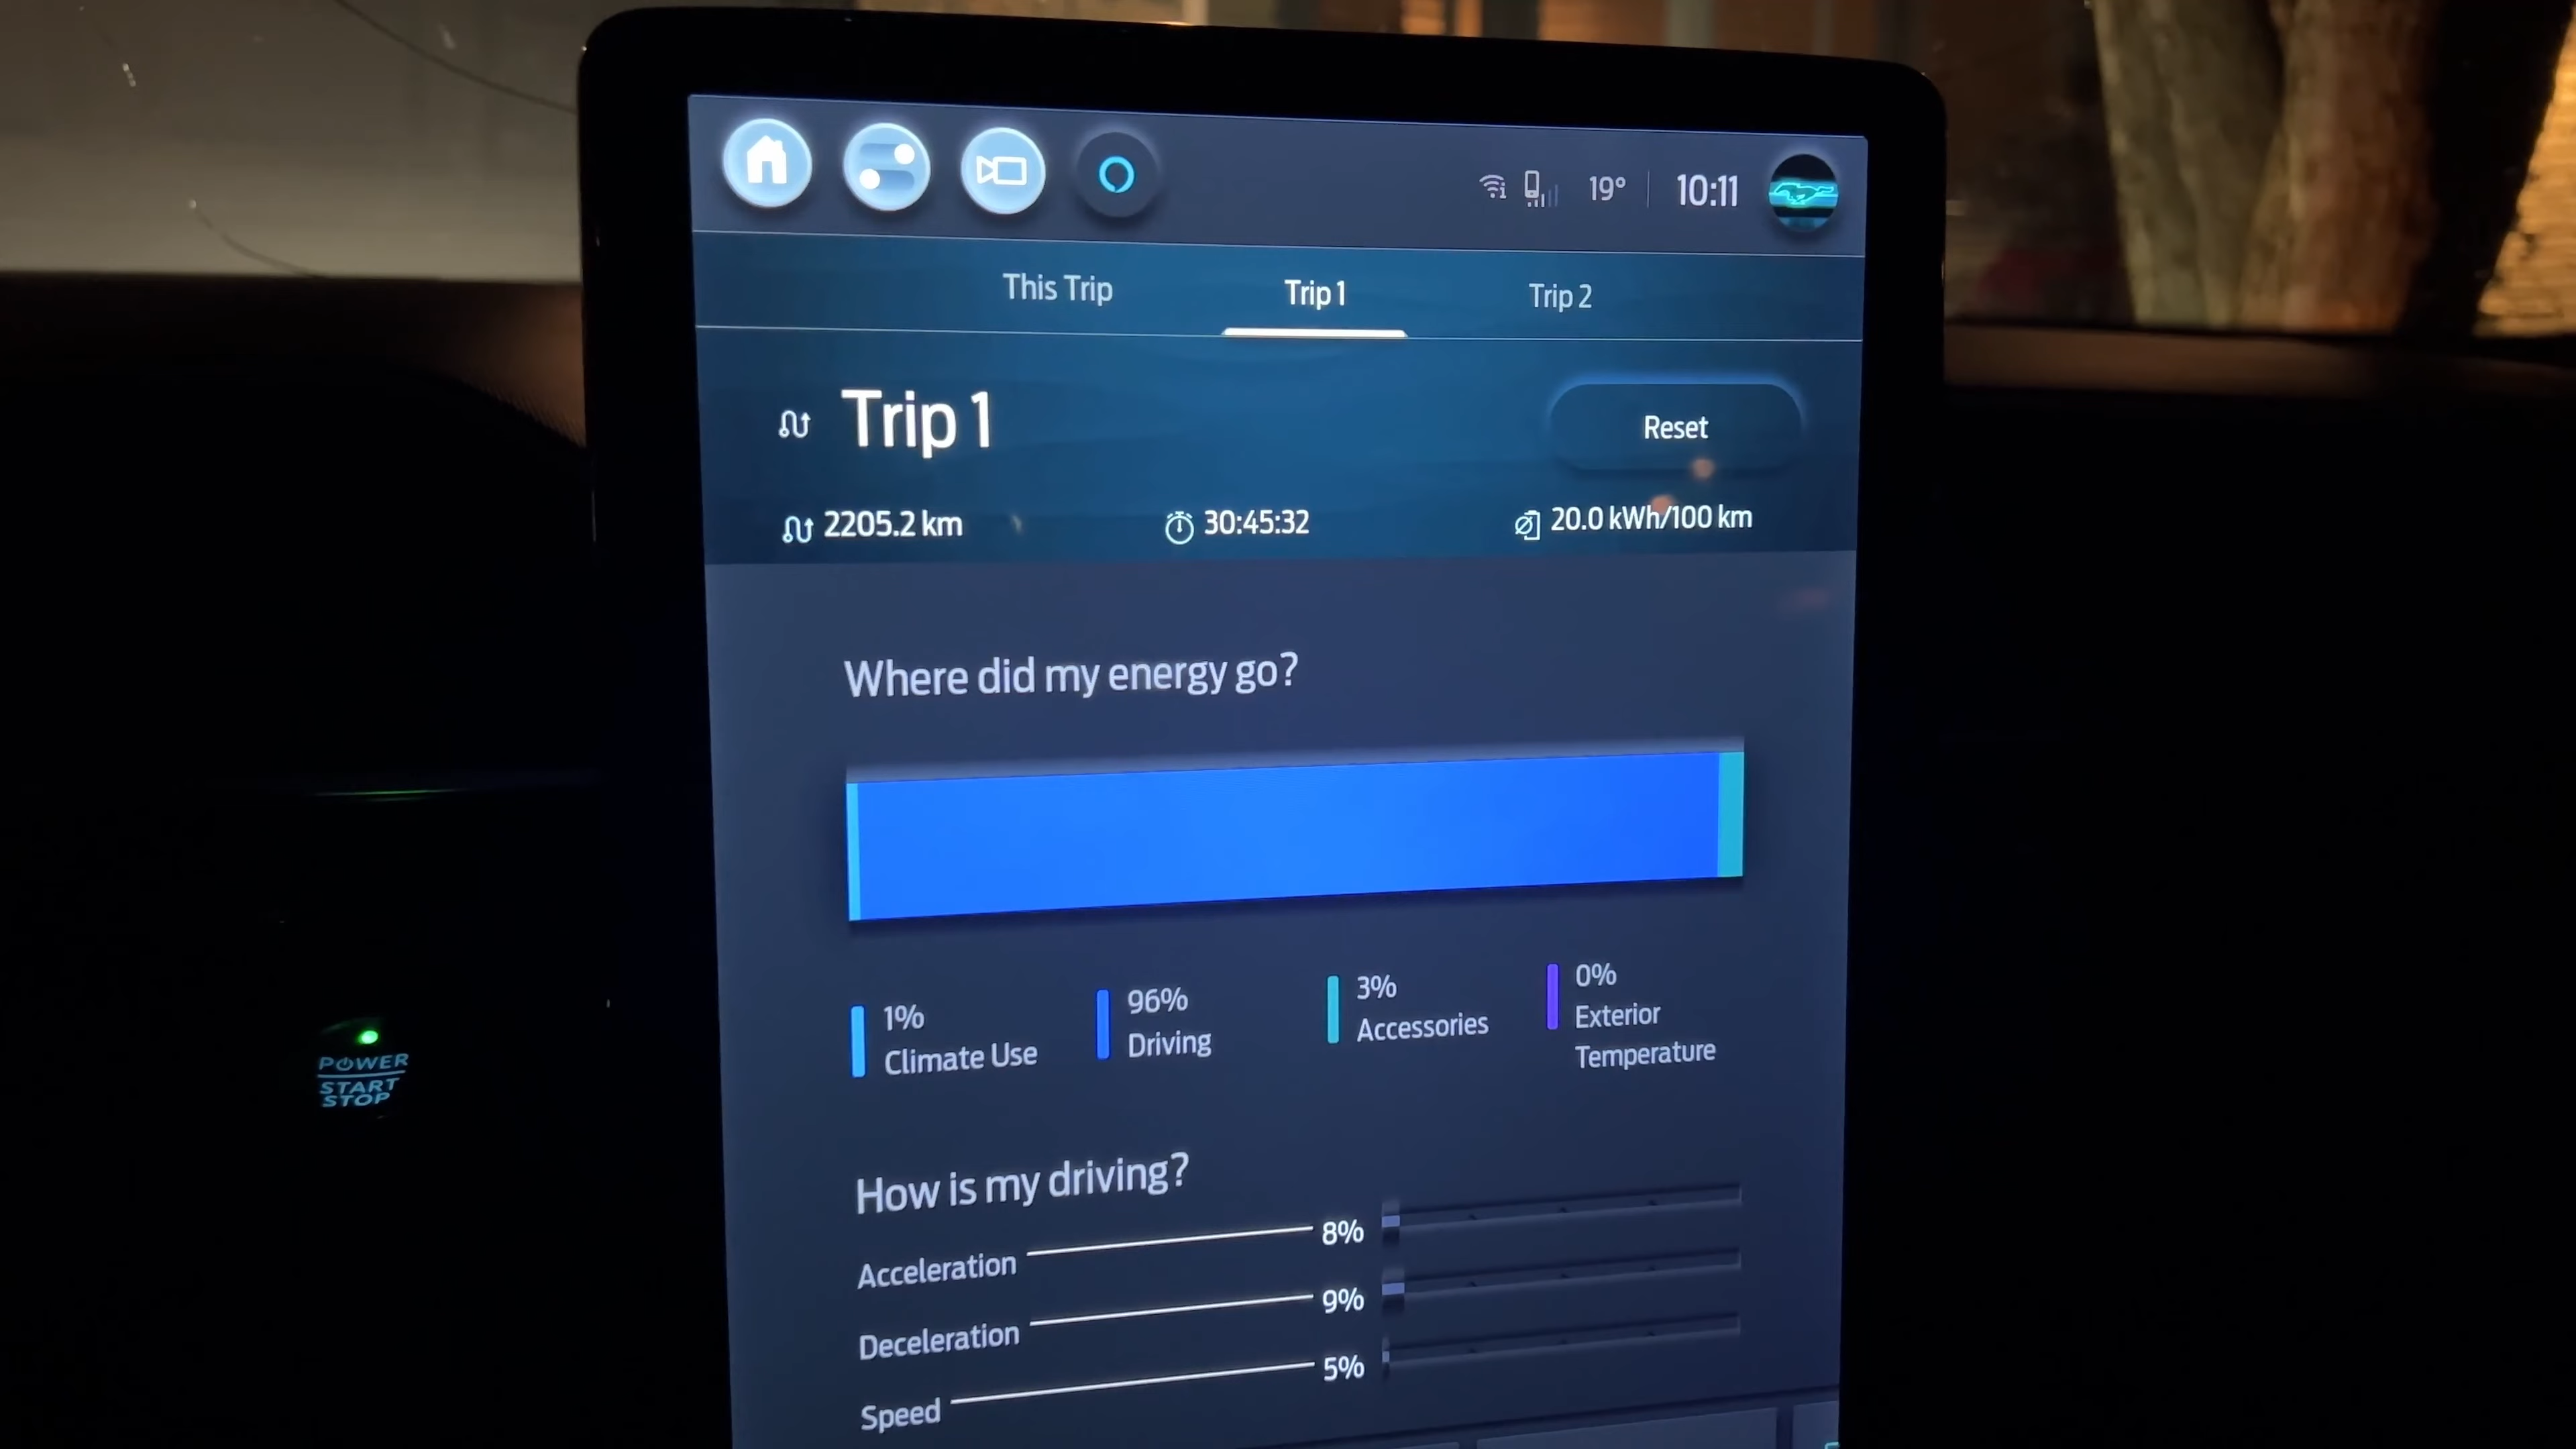 19° 10:11
This Trip Trip 1 Trip 2
Trip 1 Reset
2205.2 km 30:45:32 20.0 kWh/100 km
Where did my energy go?
1% 96% 3% 0%
Climate Use Driving Accessories Exterior
Temperature
POWER
START
STOP
How is my driving?
Acceleration 8%
Deceleration 9%
Speed 5%